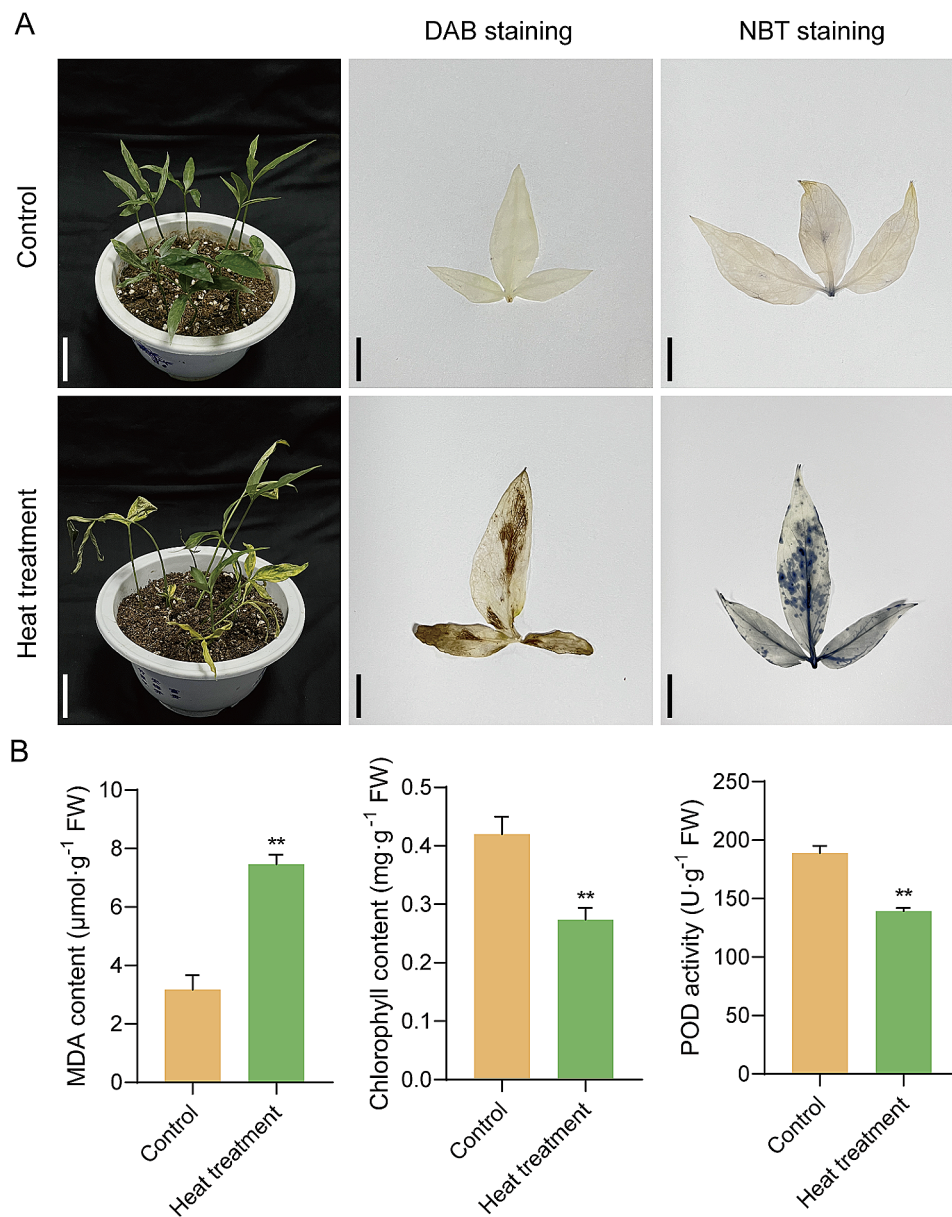 A
DAB staining
NBT staining
Control
Heat treatment
B
MDA content (µmol·g⁻¹ FW)
10
8
6
4
2
0
**
Control
Heat treatment
Chlorophyll content (mg·g⁻¹ FW)
0.5
0.4
0.3
0.2
0.1
0.0
**
Control
Heat treatment
POD activity (U·g⁻¹ FW)
250
200
150
100
50
0
**
Control
Heat treatment